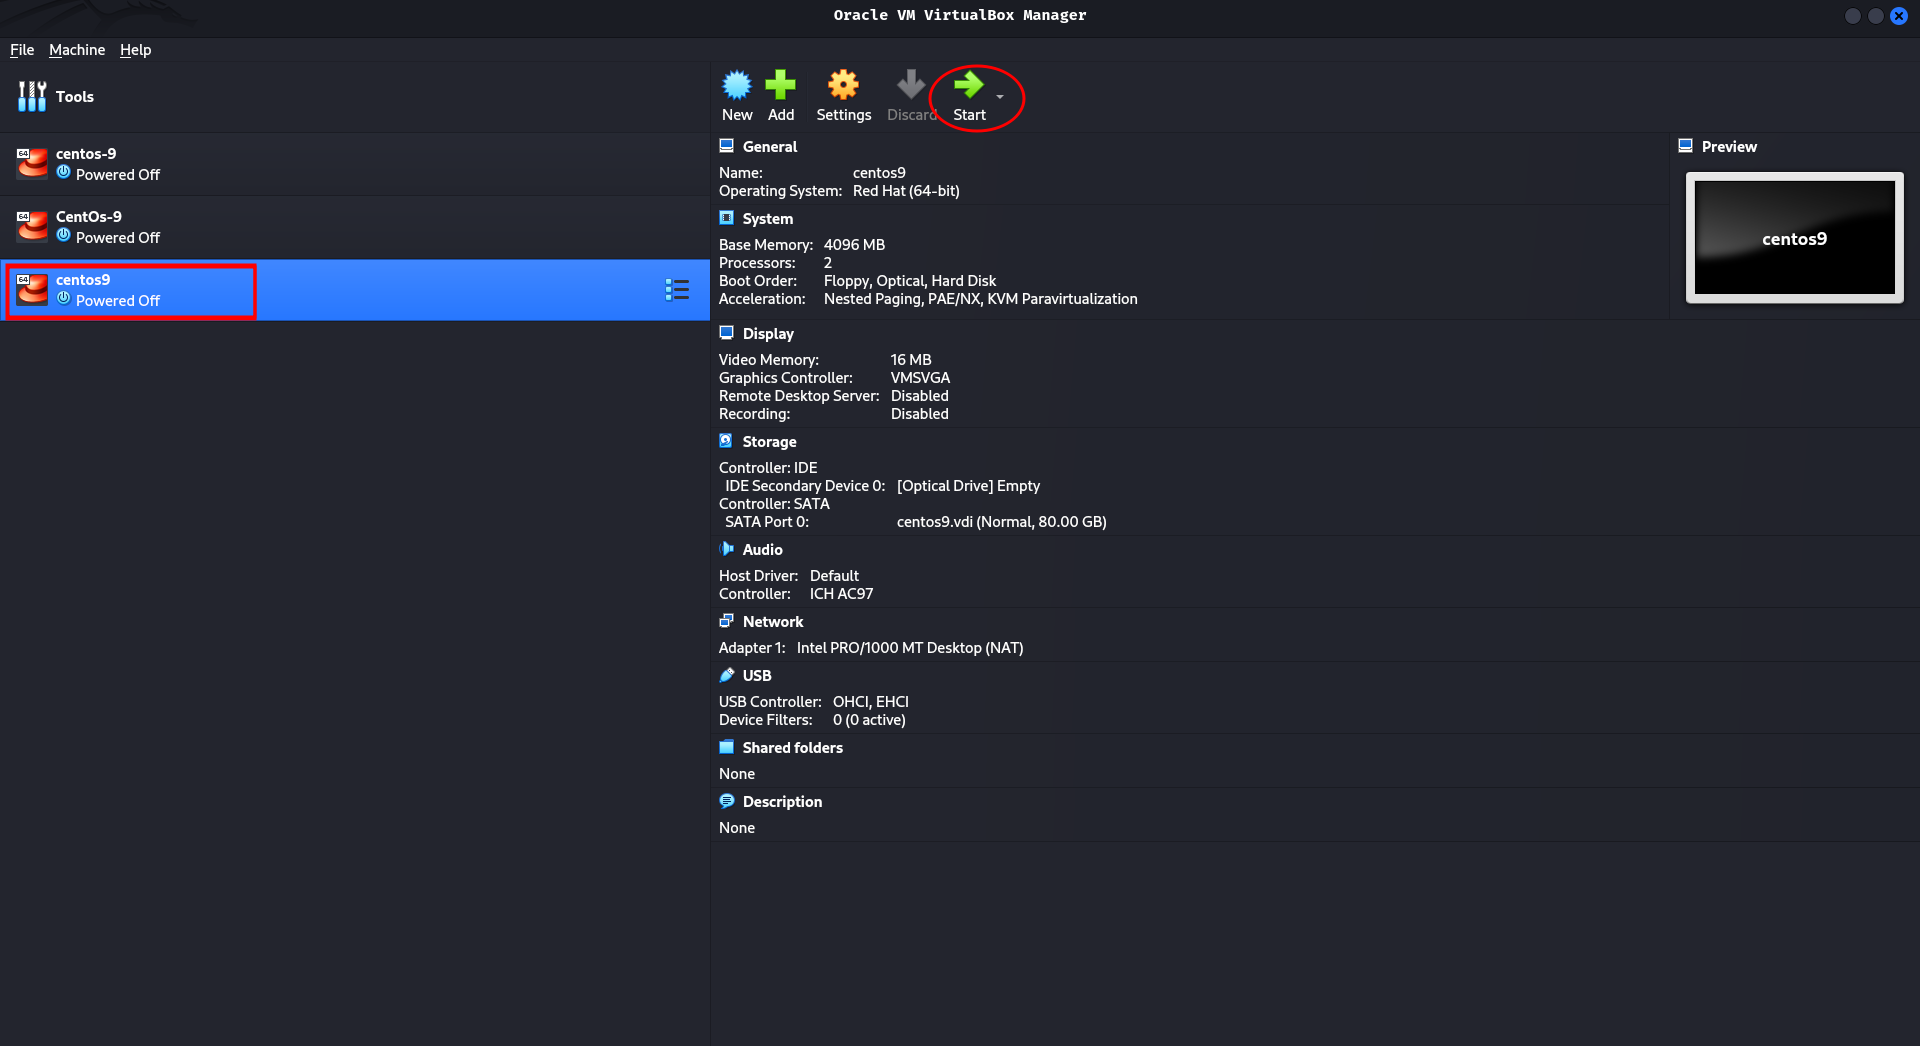 Oracle VM VirtualBox Manager
File Machine Help
Tools
64
centos-9
Powered Off
64
CentOs-9
Powered Off
64
centos9
Powered Off
New Add Settings Discard Start
General
Name: centos9
Operating System: Red Hat (64-bit)
System
Base Memory: 4096 MB
Processors: 2
Boot Order: Floppy, Optical, Hard Disk
Acceleration: Nested Paging, PAE/NX, KVM Paravirtualization
Display
Video Memory: 16 MB
Graphics Controller: VMSVGA
Remote Desktop Server: Disabled
Recording: Disabled
Storage
Controller: IDE
IDE Secondary Device 0: [Optical Drive] Empty
Controller: SATA
SATA Port 0: centos9.vdi (Normal, 80.00 GB)
Audio
Host Driver: Default
Controller: ICH AC97
Network
Adapter 1: Intel PRO/1000 MT Desktop (NAT)
USB
USB Controller: OHCI, EHCI
Device Filters: 0 (0 active)
Shared folders
None
Description
None
Preview
centos9